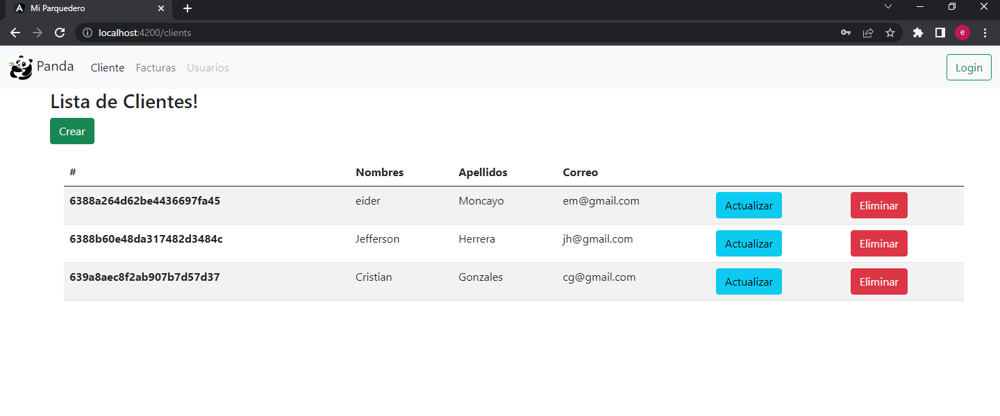 Mi Parquedero
localhost:4200/clients
e
Panda Cliente Facturas Usuarios Login
Lista de Clientes!
Crear
# Nombres Apellidos Correo
6388a264d62be4436697fa45 eider Moncayo em@gmail.com Actualizar Eliminar
6388b60e48da317482d3484c Jefferson Herrera jh@gmail.com Actualizar Eliminar
639a8aec8f2ab907b7d57d37 Cristian Gonzales cg@gmail.com Actualizar Eliminar